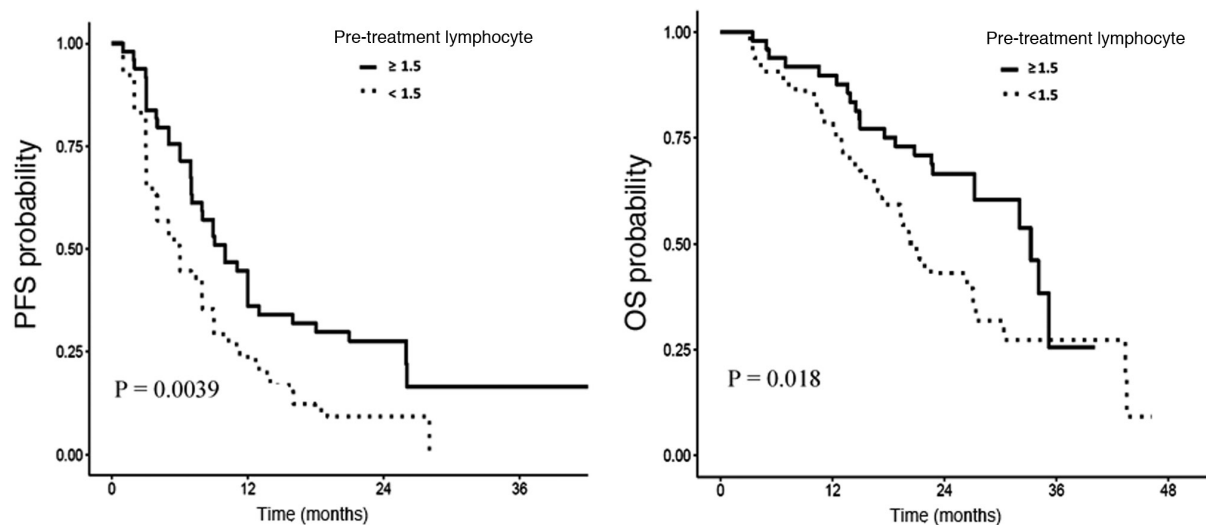 Pre-treatment lymphocyte
≥ 1.5
< 1.5
PFS probability
1.00
0.75
0.50
0.25
0.00
P = 0.0039
0 12 24 36
Time (months)
Pre-treatment lymphocyte
≥ 1.5
< 1.5
OS probability
1.00
0.75
0.50
0.25
0.00
P = 0.018
0 12 24 36 48
Time (months)